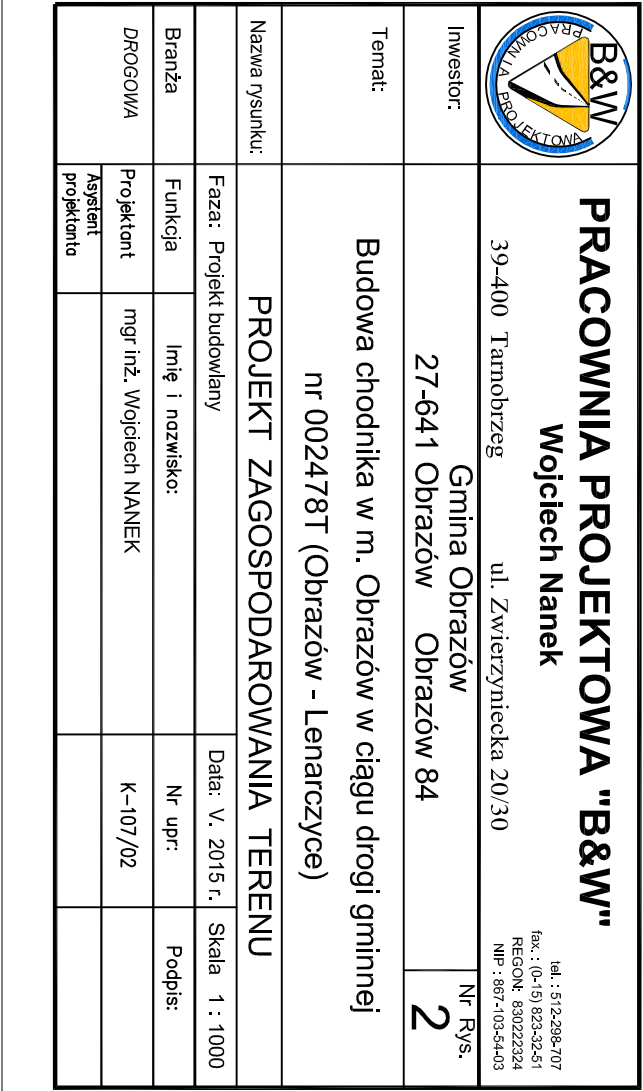 B&W
PRACOWNIA PROJEKTOWA
PRACOWNIA PROJEKTOWA "B&W"
Wojciech Nanek
39-400 Tarnobrzeg ul. Zwierzyniecka 20/30
tel. : 512-298-707
fax. : (0-15) 823-32-51
REGON: 830222324
NIP : 867-103-54-03
Inwestor:
Gmina Obrazów
27-641 Obrazów Obrazów 84
Nr Rys.
2
Temat:
Budowa chodnika w m. Obrazów w ciągu drogi gminnej
nr 002478T (Obrazów - Lenarczyce)
Nazwa rysunku:
PROJEKT ZAGOSPODAROWANIA TERENU
Faza: Projekt budowlany
Data: V. 2015 r.
Skala 1 : 1000
Branża
Funkcja
Imię i nazwisko:
Nr upr:
Podpis:
DROGOWA
Projektant
mgr inż. Wojciech NANEK
K-107/02
Asystent
projektanta